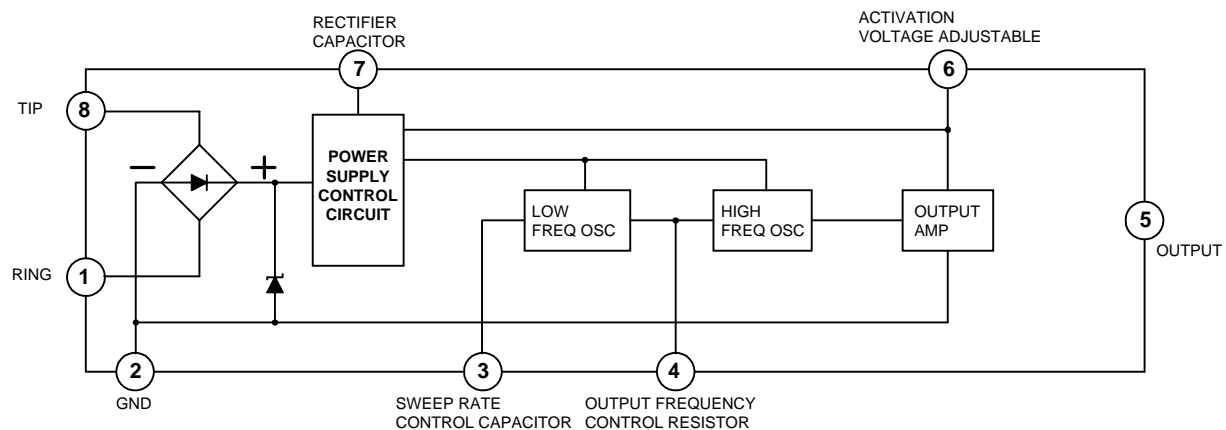 RECTIFIER
CAPACITOR
ACTIVATION
VOLTAGE ADJUSTABLE
7
6
TIP
8
POWER
SUPPLY
CONTROL
CIRCUIT
− +
LOW
FREQ OSC
HIGH
FREQ OSC
OUTPUT
AMP
5
OUTPUT
RING
1
2
GND
3
SWEEP RATE
CONTROL CAPACITOR
4
OUTPUT FREQUENCY
CONTROL RESISTOR